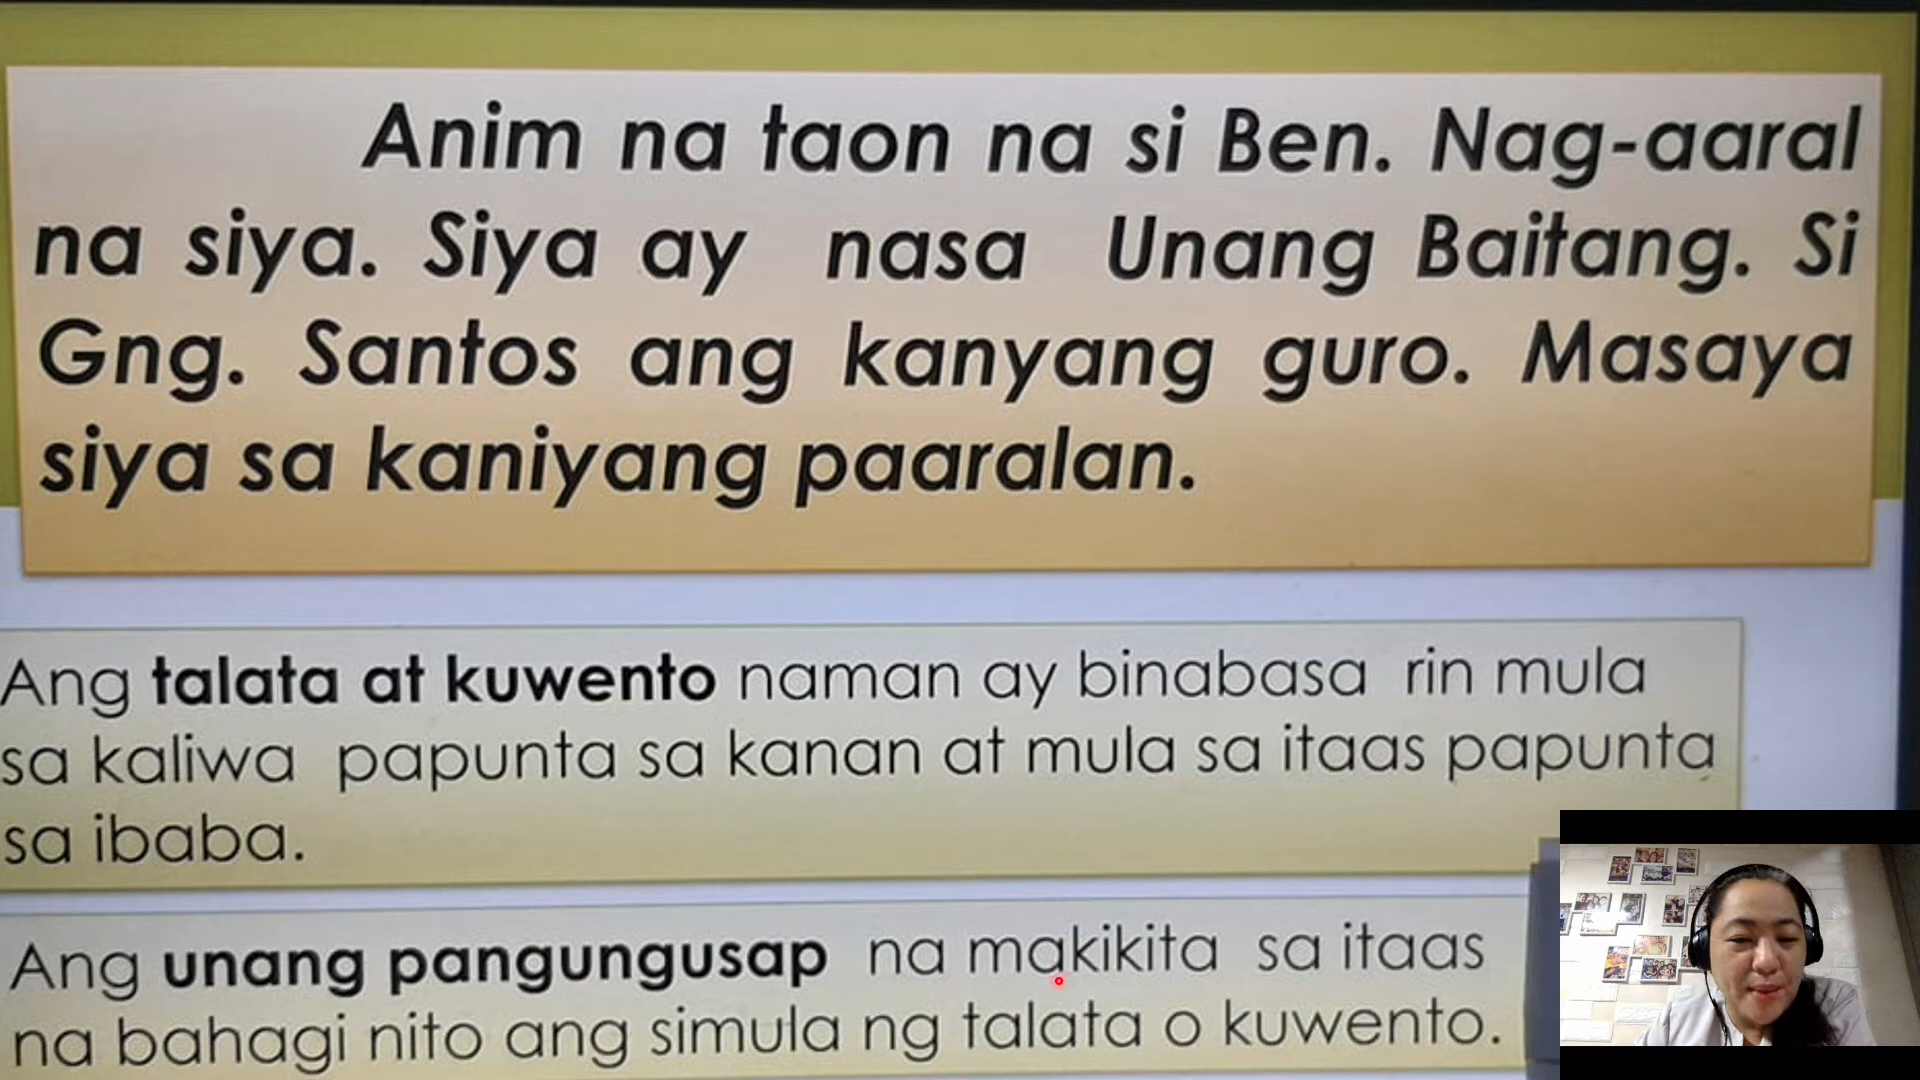 Anim na taon na si Ben. Nag-aaral
na siya. Siya ay nasa Unang Baitang. Si
Gng. Santos ang kanyang guro. Masaya
siya sa kaniyang paaralan.
Ang talata at kuwento naman ay binabasa rin mula
sa kaliwa papunta sa kanan at mula sa itaas papunta
sa ibaba.
Ang unang pangungusap na makikita sa itaas
na bahagi nito ang simula ng talata o kuwento.